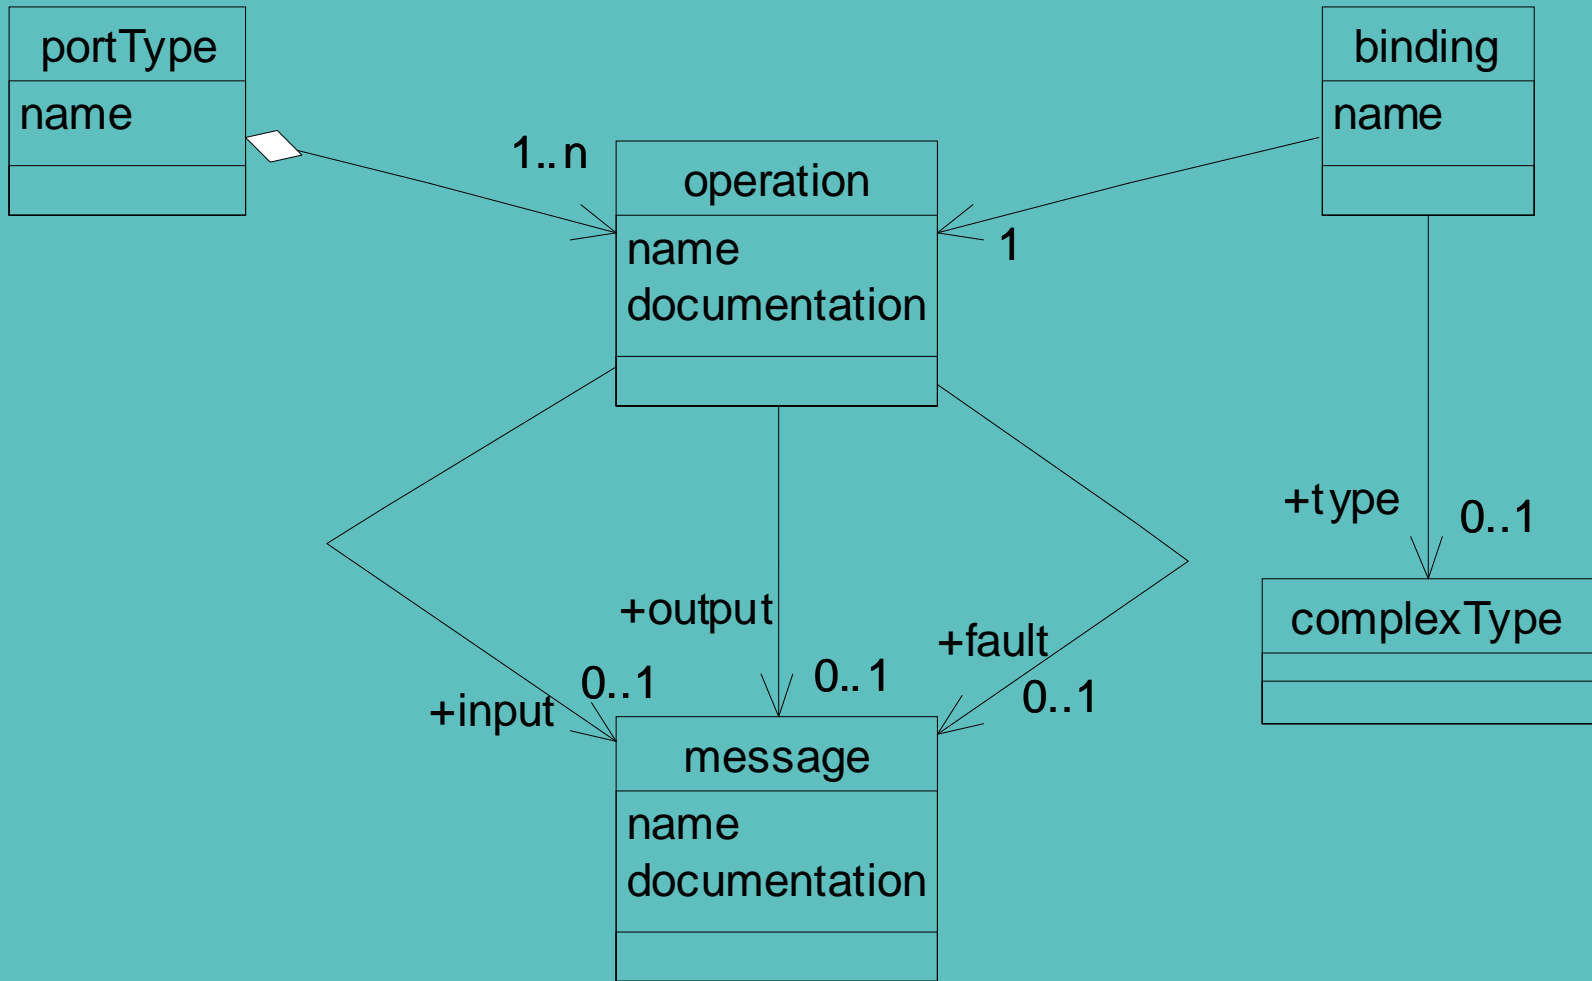 portType
name
binding
name
1..n
operation
name
documentation
1
+type
0..1
+output
0..1
+fault
0..1
+input
0..1
complexType
message
name
documentation